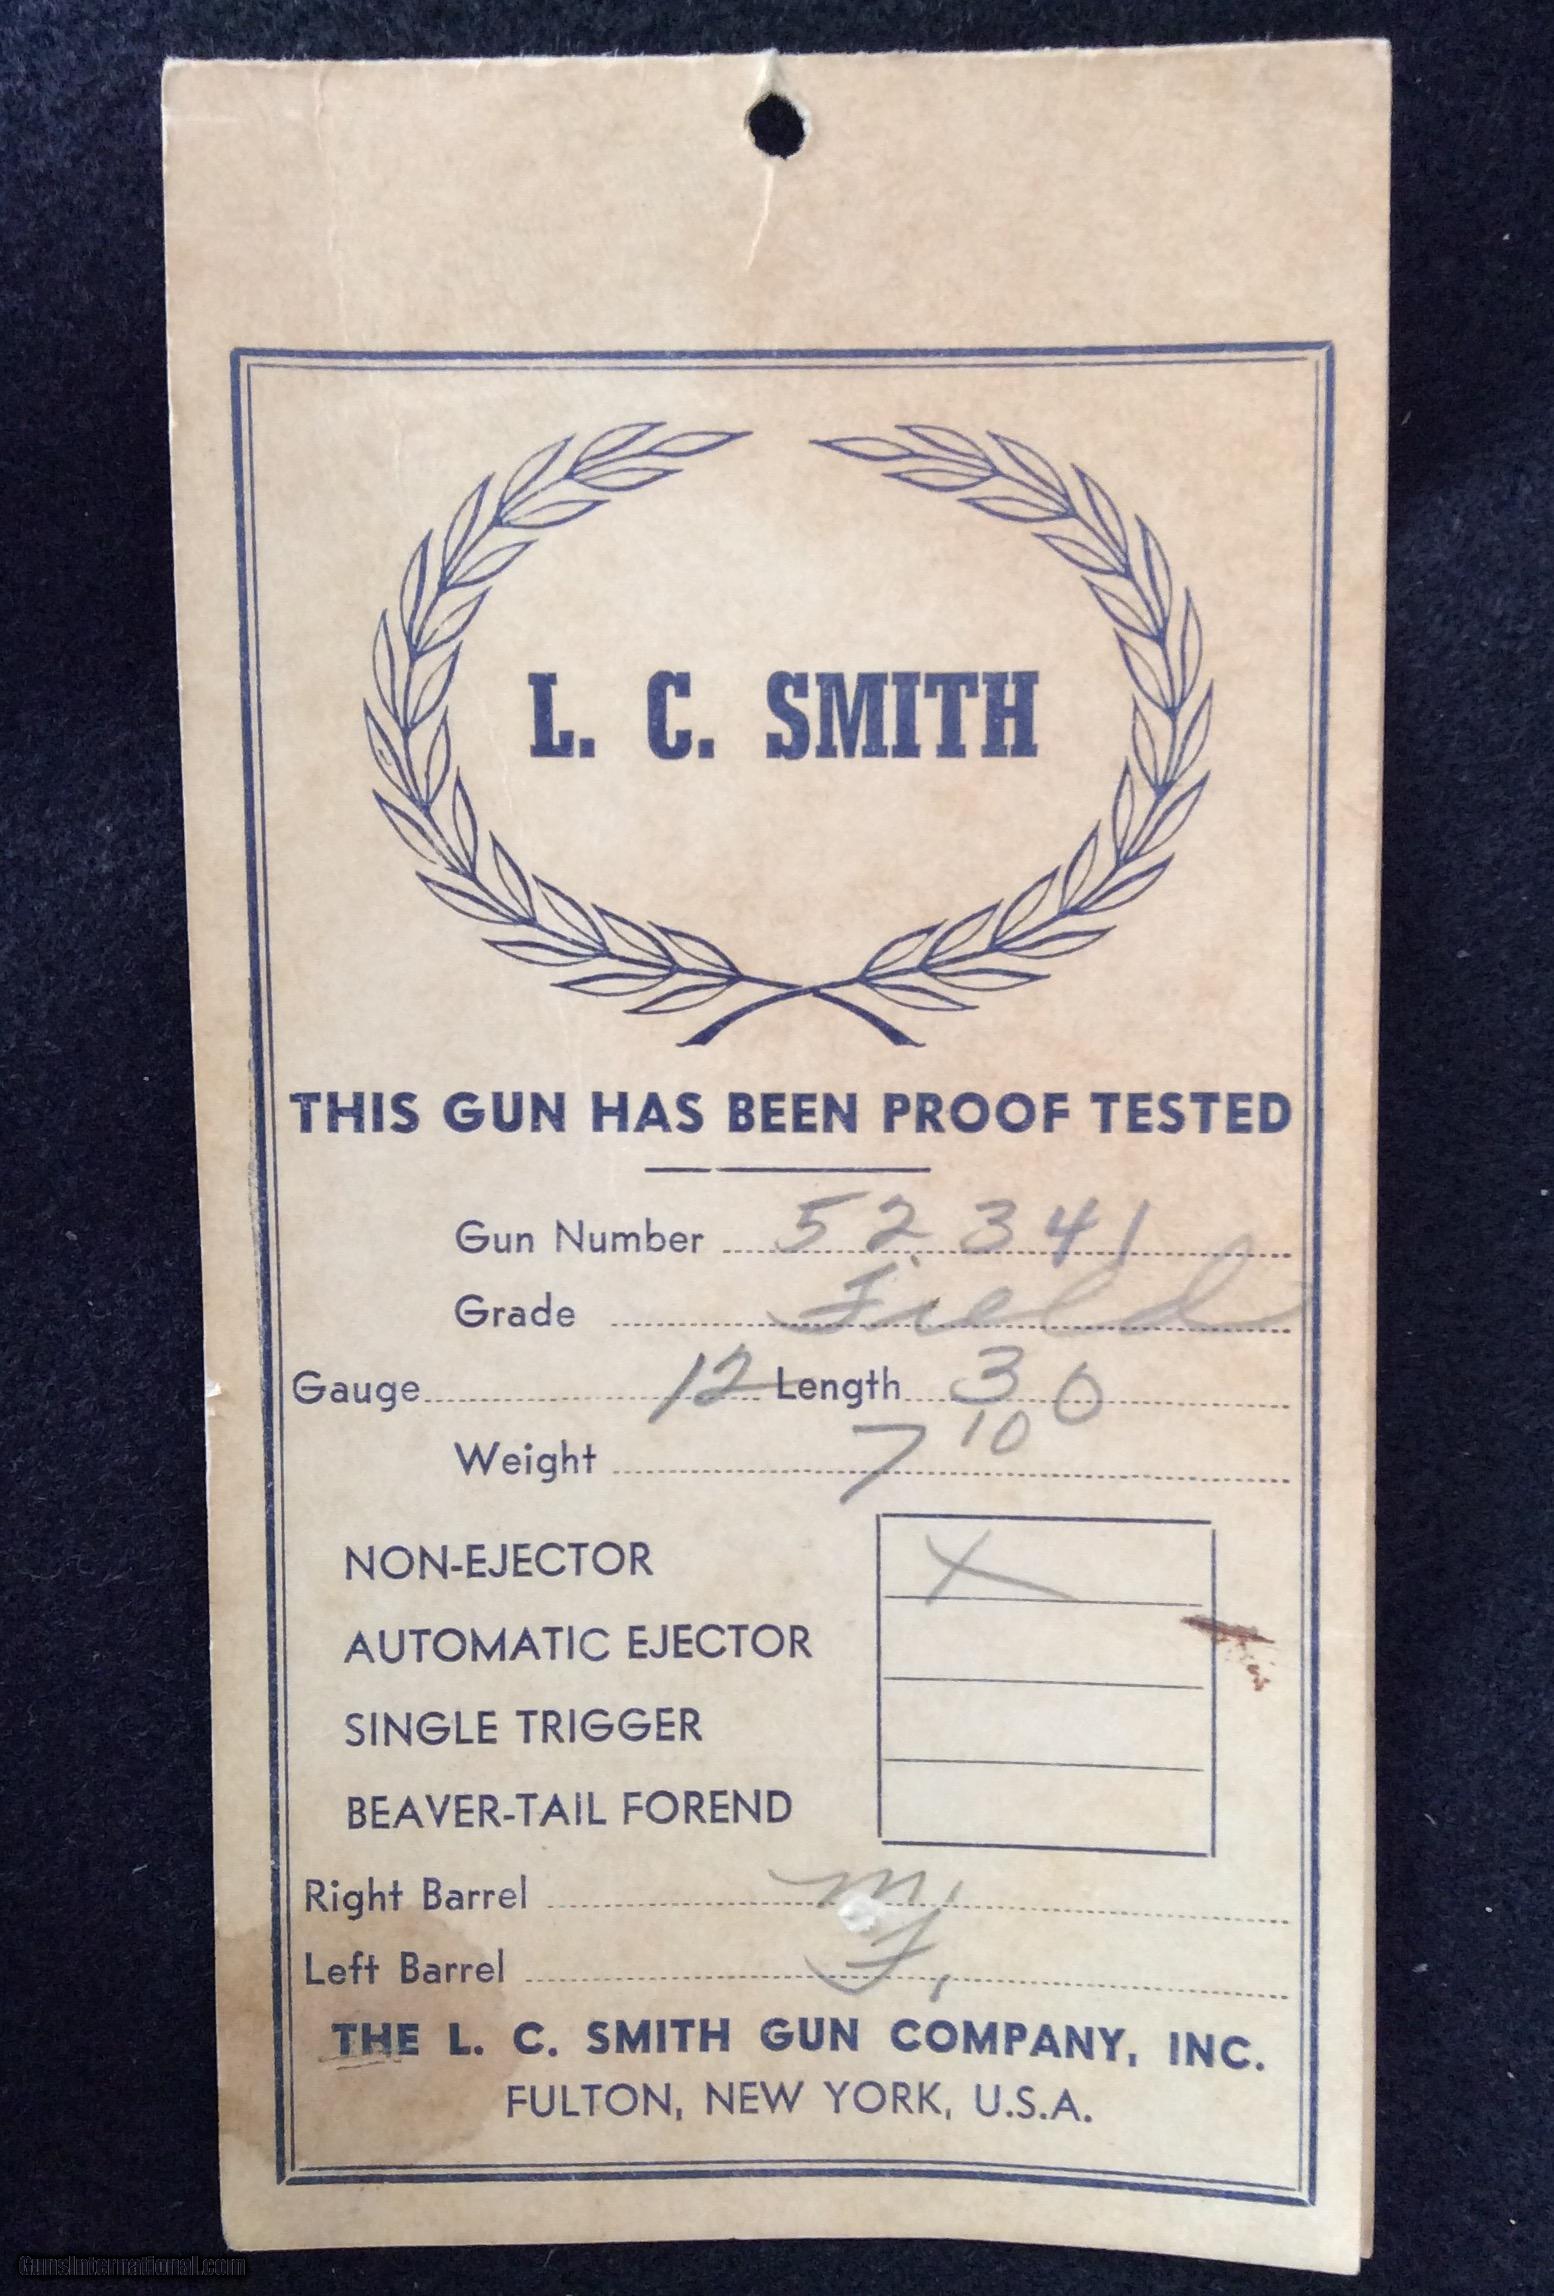 L. C. SMITH
THIS GUN HAS BEEN PROOF TESTED
Gun Number 52341
Grade Field
Gauge 12 Length 30
Weight 7 10
NON-EJECTOR X
AUTOMATIC EJECTOR
SINGLE TRIGGER
BEAVER-TAIL FOREND
Right Barrel M.
Left Barrel F.
THE L. C. SMITH GUN COMPANY, INC.
FULTON, NEW YORK, U.S.A.
GunsInternational.com